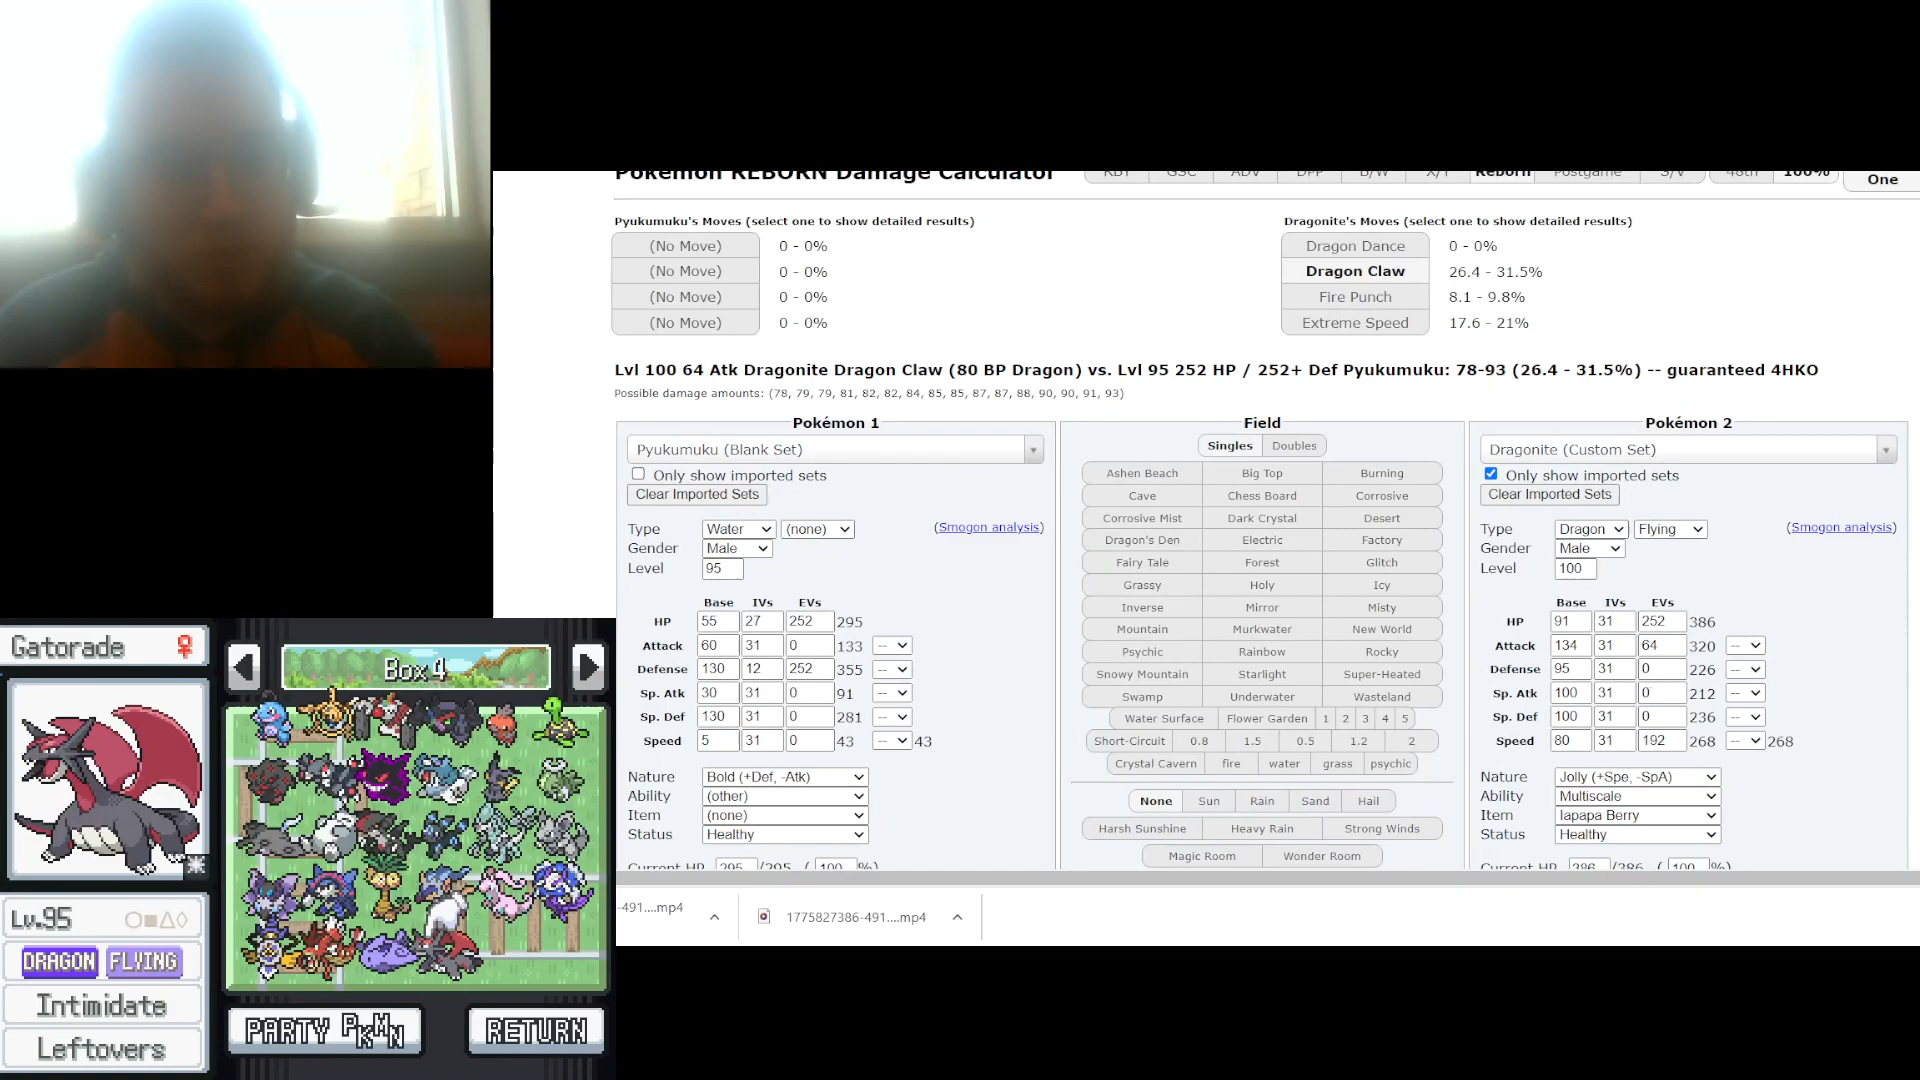 Pokémon REBORN Damage Calculator
RBY GSC ADV DPP B/W X/Y Reborn Postgame S/V 48th 100% One
Pyukumuku's Moves (select one to show detailed results)
(No Move) 0 - 0%
(No Move) 0 - 0%
(No Move) 0 - 0%
(No Move) 0 - 0%
Dragonite's Moves (select one to show detailed results)
Dragon Dance 0 - 0%
Dragon Claw 26.4 - 31.5%
Fire Punch 8.1 - 9.8%
Extreme Speed 17.6 - 21%
Lvl 100 64 Atk Dragonite Dragon Claw (80 BP Dragon) vs. Lvl 95 252 HP / 252+ Def Pyukumuku: 78-93 (26.4 - 31.5%) -- guaranteed 4HKO
Possible damage amounts: (78, 79, 79, 81, 82, 82, 84, 85, 85, 87, 87, 88, 90, 90, 91, 93)
Pokémon 1
Pyukumuku (Blank Set)
Only show imported sets
Clear Imported Sets
Type Water (none) (Smogon analysis)
Gender Male
Level 95
Base IVs EVs
HP 55 27 252 295
Attack 60 31 0 133 --
Defense 130 12 252 355 --
Sp. Atk 30 31 0 91 --
Sp. Def 130 31 0 281 --
Speed 5 31 0 43 -- 43
Nature Bold (+Def, -Atk)
Ability (other)
Item (none)
Status Healthy
Current HP 295 /295 ( 100 %)
Field
Singles Doubles
Ashen Beach Big Top Burning
Cave Chess Board Corrosive
Corrosive Mist Dark Crystal Desert
Dragon's Den Electric Factory
Fairy Tale Forest Glitch
Grassy Holy Icy
Inverse Mirror Misty
Mountain Murkwater New World
Psychic Rainbow Rocky
Snowy Mountain Starlight Super-Heated
Swamp Underwater Wasteland
Water Surface Flower Garden 1 2 3 4 5
Short-Circuit 0.8 1.5 0.5 1.2 2
Crystal Cavern fire water grass psychic
None Sun Rain Sand Hail
Harsh Sunshine Heavy Rain Strong Winds
Magic Room Wonder Room
Pokémon 2
Dragonite (Custom Set)
Only show imported sets
Clear Imported Sets
Type Dragon Flying (Smogon analysis)
Gender Male
Level 100
Base IVs EVs
HP 91 31 252 386
Attack 134 31 64 320 --
Defense 95 31 0 226 --
Sp. Atk 100 31 0 212 --
Sp. Def 100 31 0 236 --
Speed 80 31 192 268 -- 268
Nature Jolly (+Spe, -SpA)
Ability Multiscale
Item Iapapa Berry
Status Healthy
Current HP 386 /386 ( 100 %)
-491....mp4
1775827386-491....mp4
Gatorade ♀
Box 4
Lv.95
DRAGON FLYING
Intimidate
Leftovers
PARTY PKMN
RETURN